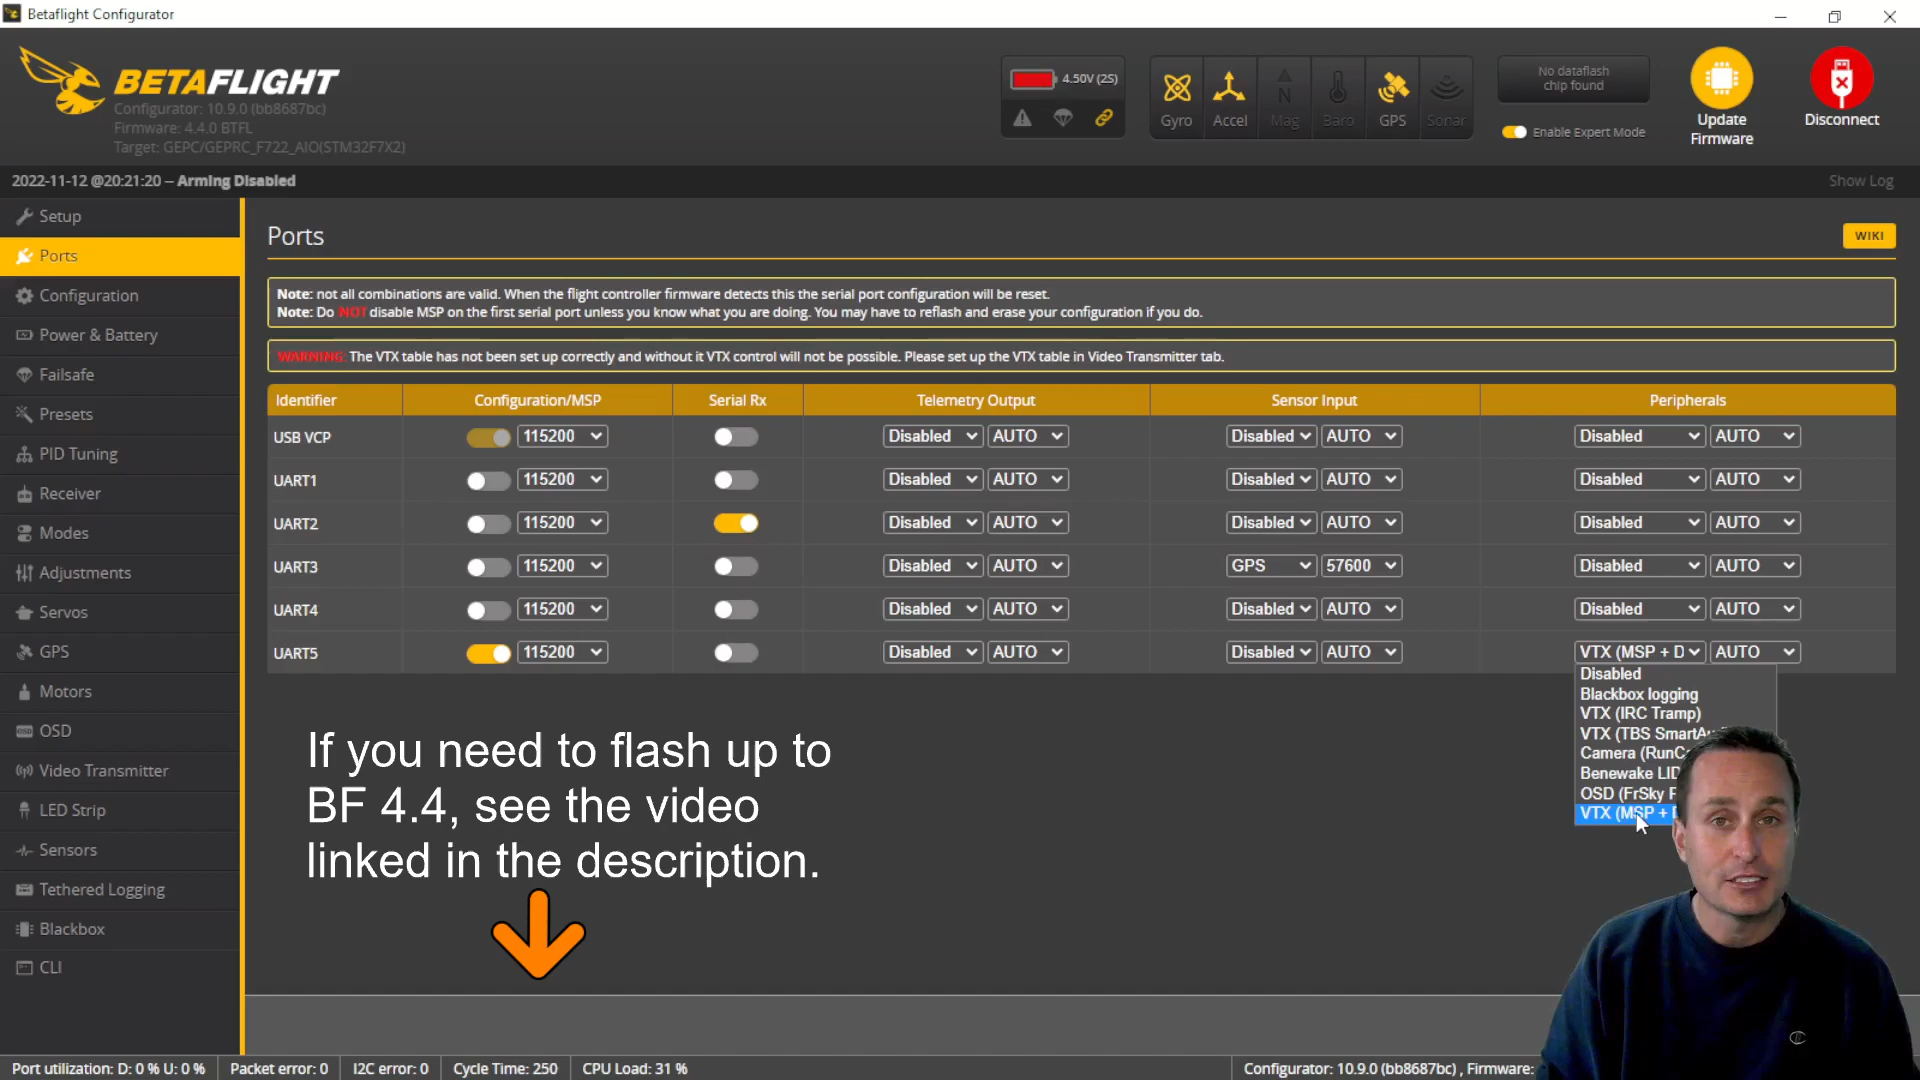 Betaflight Configurator
BETAFLIGHT
Configurator: 10.9.0 (bb8687bc)
Firmware: 4.4.0 BTFL
Target: GEPC/GEPRC_F722_AIO(STM32F7X2)
4.50V (2S)
Gyro Accel Mag Baro GPS Sonar
No dataflash
chip found
Enable Expert Mode
Update
Firmware
Disconnect
2022-11-12 @20:21:20 – Arming Disabled
Show Log
Setup
Ports
Configuration
Power & Battery
Failsafe
Presets
PID Tuning
Receiver
Modes
Adjustments
Servos
GPS
Motors
OSD
Video Transmitter
LED Strip
Sensors
Tethered Logging
Blackbox
CLI
Ports
WIKI
Note: not all combinations are valid. When the flight controller firmware detects this the serial port configuration will be reset.
Note: Do NOT disable MSP on the first serial port unless you know what you are doing. You may have to reflash and erase your configuration if you do.
WARNING: The VTX table has not been set up correctly and without it VTX control will not be possible. Please set up the VTX table in Video Transmitter tab.
Identifier Configuration/MSP Serial Rx Telemetry Output Sensor Input Peripherals
USB VCP 115200 Disabled AUTO Disabled AUTO Disabled AUTO
UART1 115200 Disabled AUTO Disabled AUTO Disabled AUTO
UART2 115200 Disabled AUTO Disabled AUTO Disabled AUTO
UART3 115200 Disabled AUTO GPS 57600 Disabled AUTO
UART4 115200 Disabled AUTO Disabled AUTO Disabled AUTO
UART5 115200 Disabled AUTO Disabled AUTO VTX (MSP + D AUTO
Disabled
Blackbox logging
VTX (IRC Tramp)
VTX (TBS SmartAu
Camera (RunC
Benewake LID
OSD (FrSky
VTX (MSP +
If you need to flash up to
BF 4.4, see the video
linked in the description.
Port utilization: D: 0 % U: 0 % Packet error: 0 I2C error: 0 Cycle Time: 250 CPU Load: 31 %
Configurator: 10.9.0 (bb8687bc) , Firmware: